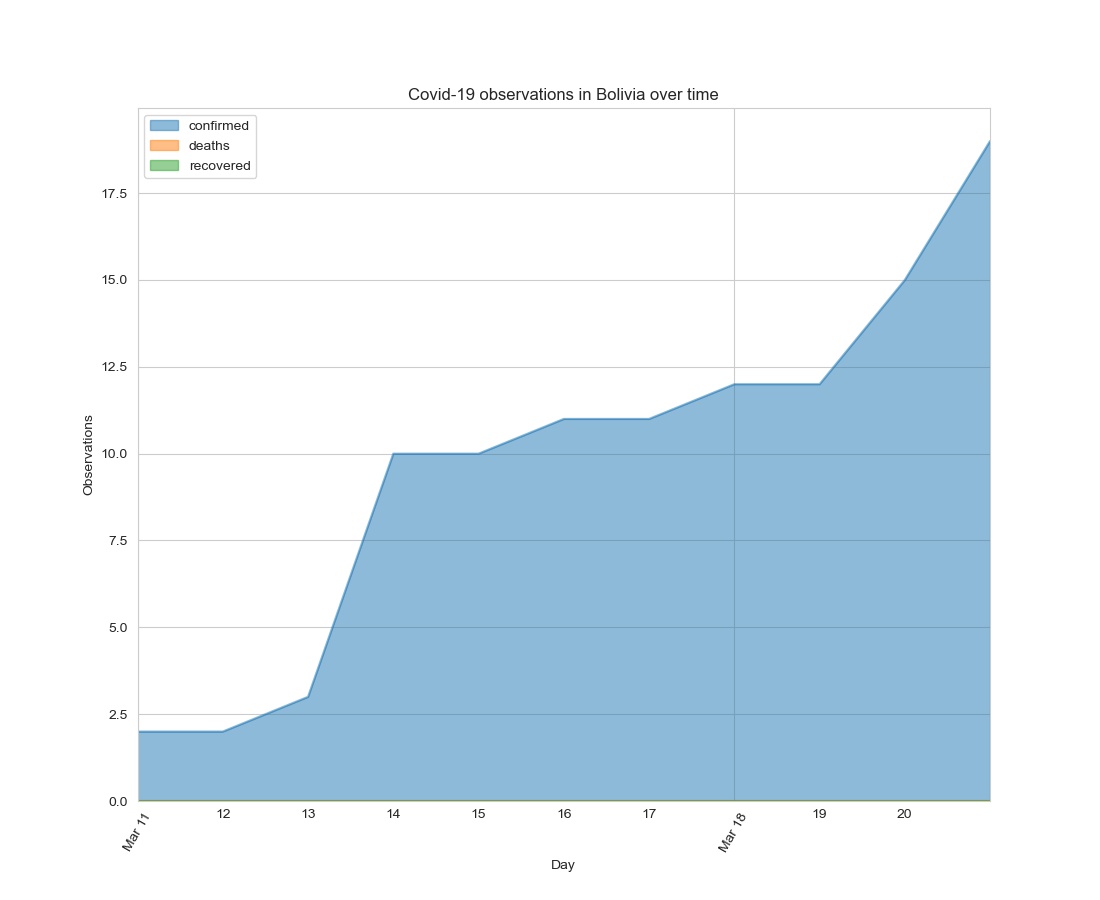 Covid-19 observations in Bolivia over time
confirmed
deaths
recovered
17.5
15.0
12.5
10.0
7.5
5.0
2.5
0.0
Observations
Mar 11
12
13
14
15
16
17
Mar 18
19
20
Day